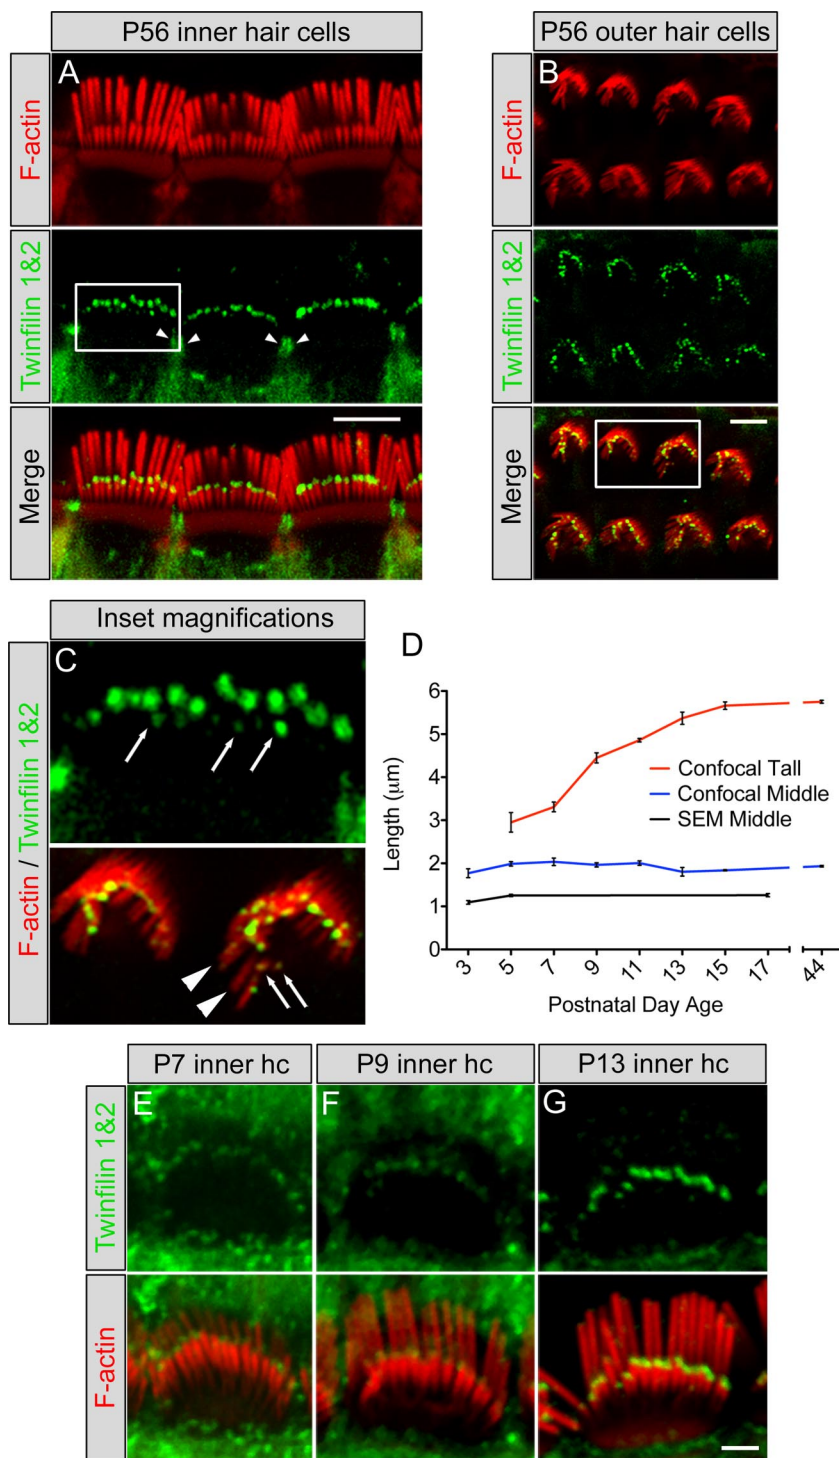 P56 inner hair cells
P56 outer hair cells
A
B
F-actin
F-actin
Twinfilin 1&2
Twinfilin 1&2
Merge
Merge
Inset magnifications
C
F-actin / Twinfilin 1&2
D
6
5
4
3
2
1
0
Length (μm)
Confocal Tall
Confocal Middle
SEM Middle
3
5
7
9
11
13
15
17
44
Postnatal Day Age
P7 inner hc
P9 inner hc
P13 inner hc
E
F
G
Twinfilin 1&2
F-actin